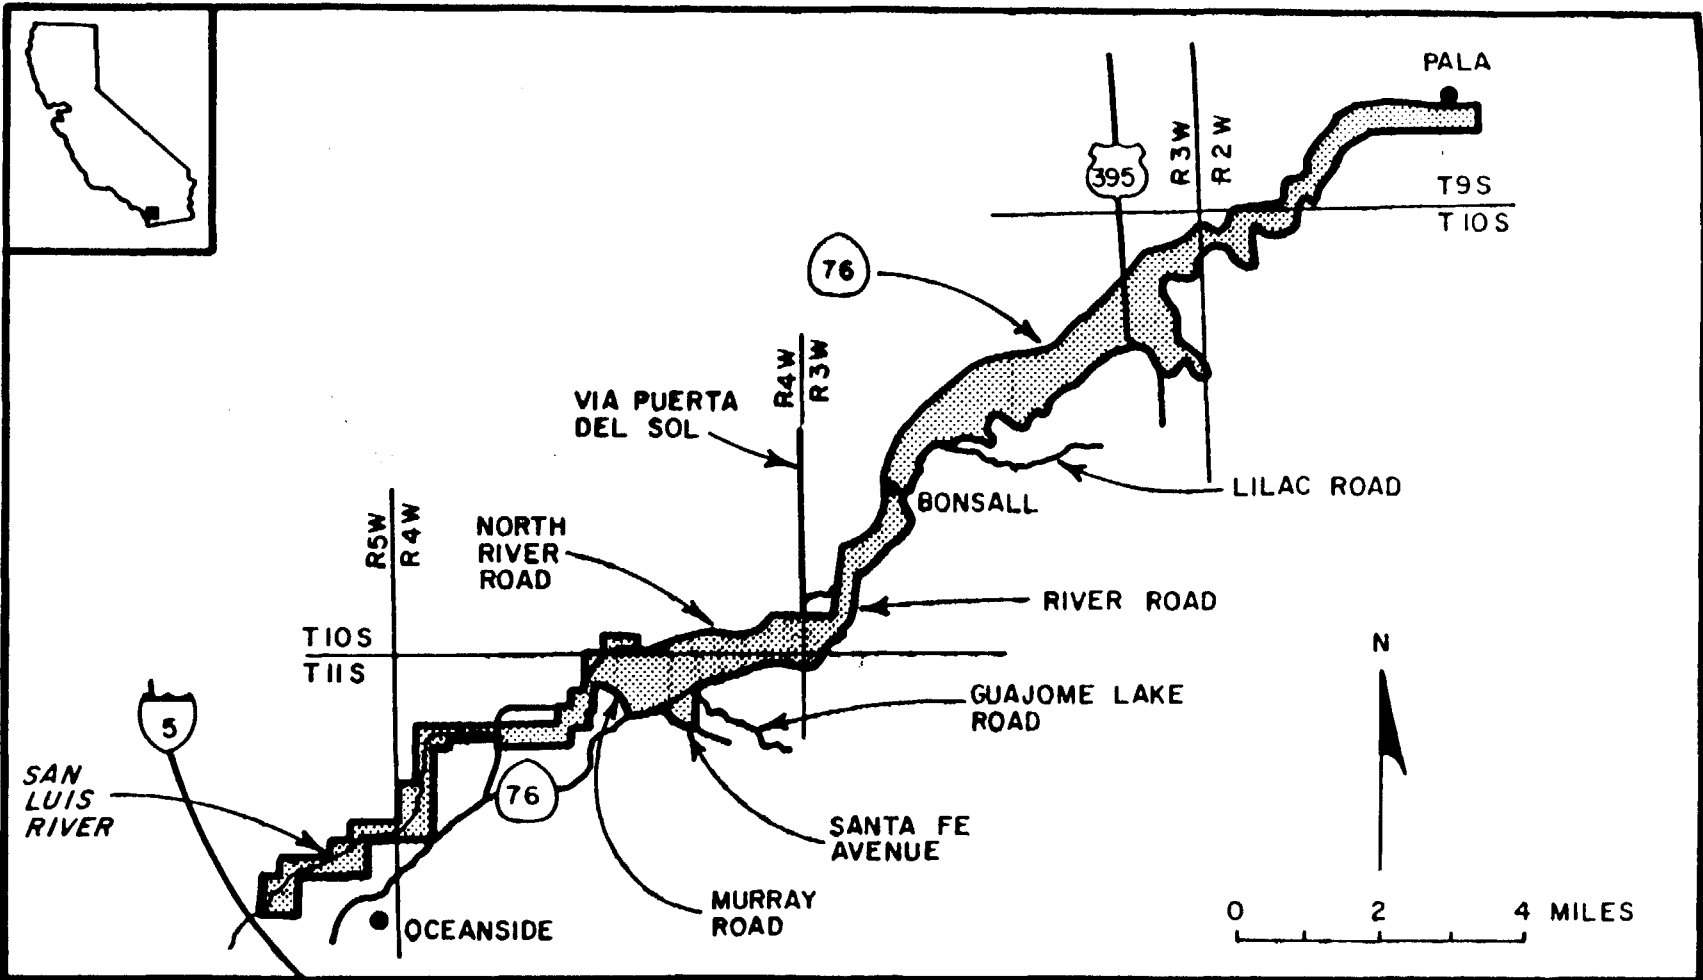 PALA
395
R3W
R2W
T9S
T10S
76
R4W
R3W
VIA PUERTA
DEL SOL
LILAC ROAD
BONSALL
R5W
R4W
NORTH
RIVER
ROAD
RIVER ROAD
T10S
T11S
N
GUAJOME LAKE
ROAD
5
SAN
LUIS
RIVER
76
SANTA FE
AVENUE
MURRAY
ROAD
OCEANSIDE
0 2 4 MILES